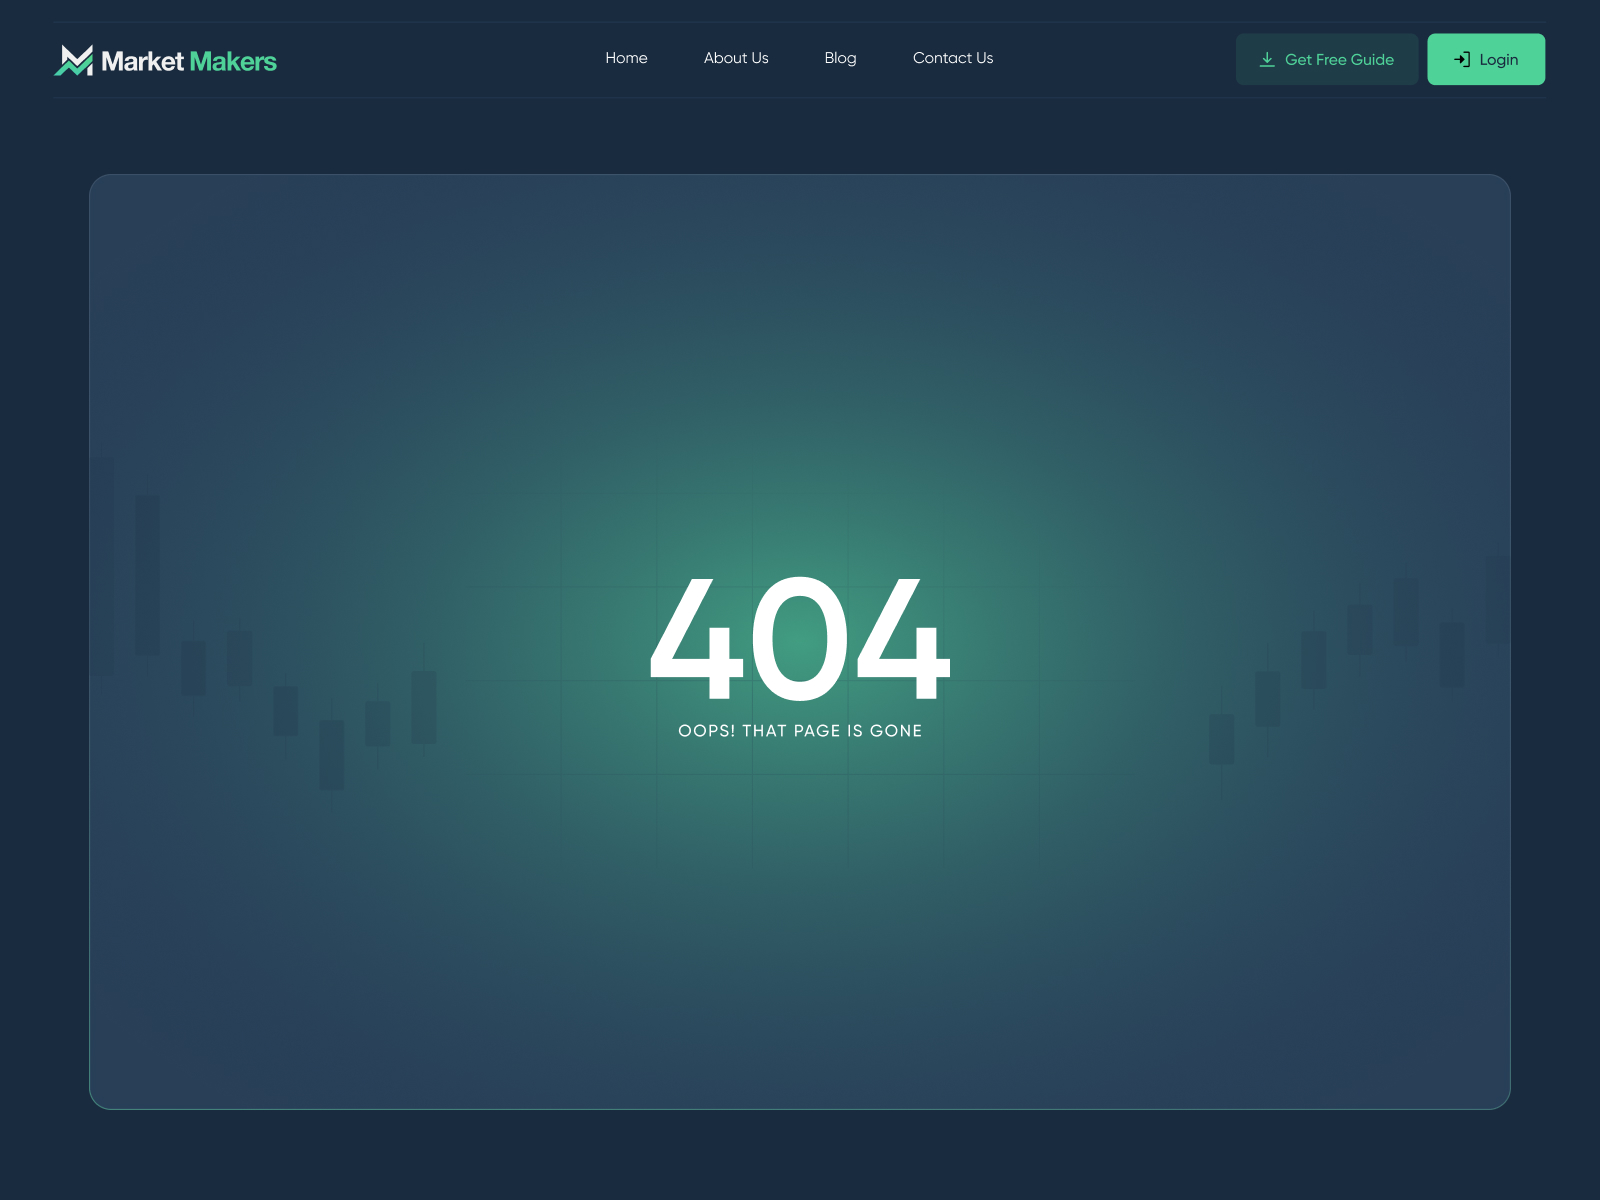 Market Makers
Home
About Us
Blog
Contact Us
Get Free Guide
Login
404
OOPS! THAT PAGE IS GONE